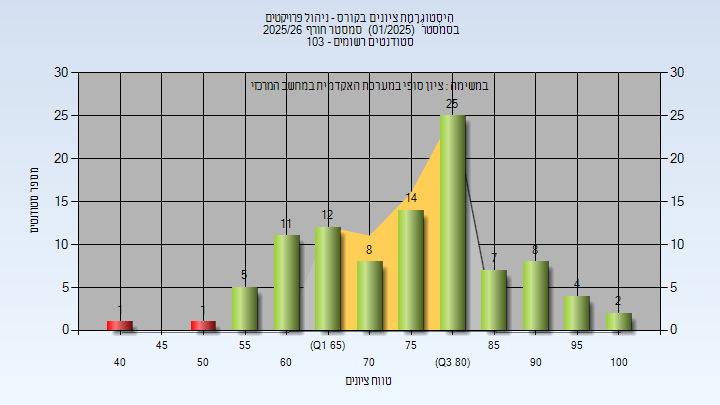 היסטוגרמת ציונים בקורס - ניהול פרויקטים
בסמסטר (01/2025) סמסטר חורף 2025/26
סטודנטים רשומים - 103
במשימה : ציון סופי במערכת האקדמית במחשב המרכזי
מספר סטודנטים
30 25 20 15 10 5 0
30 25 20 15 10 5 0
1 1 5 11 12 8 14 25 7 8 4 2
40 45 50 55 60 (Q1 65) 70 75 (Q3 80) 85 90 95 100
טווח ציונים